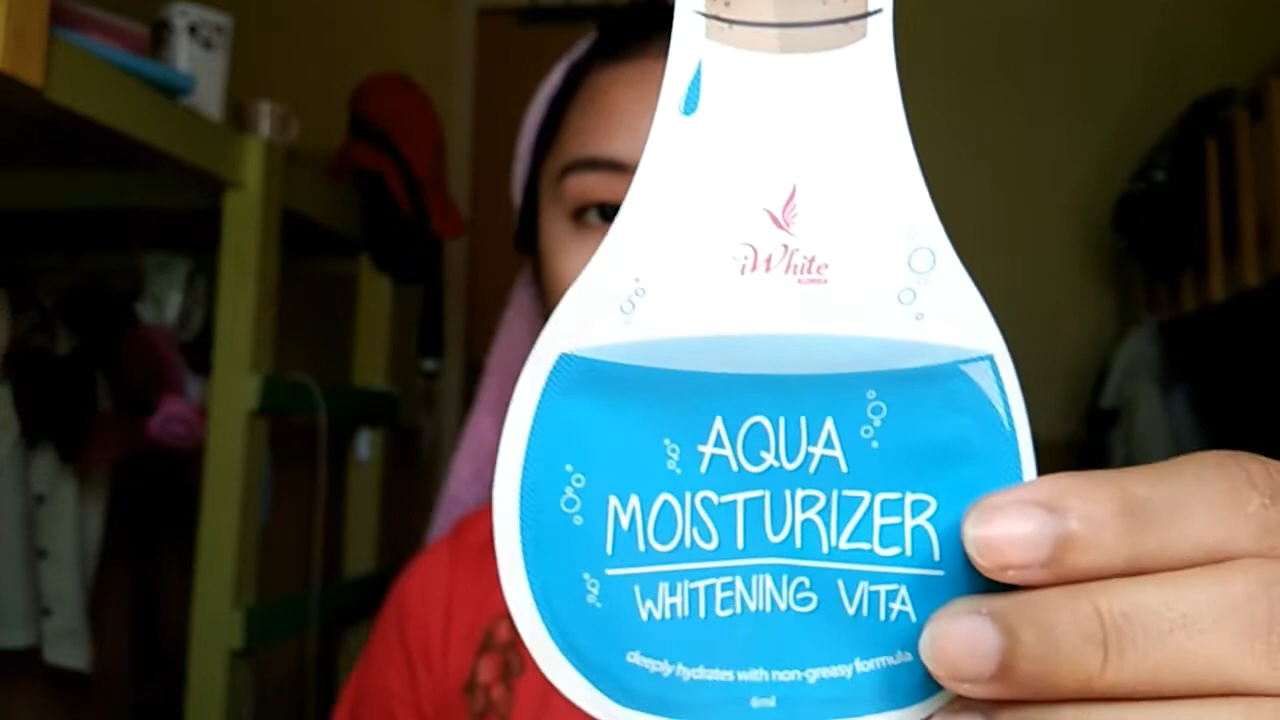 iWhite
KOREA
AQUA
MOISTURIZER
WHITENING VITA
deeply hydrates with non-greasy formula
6ml